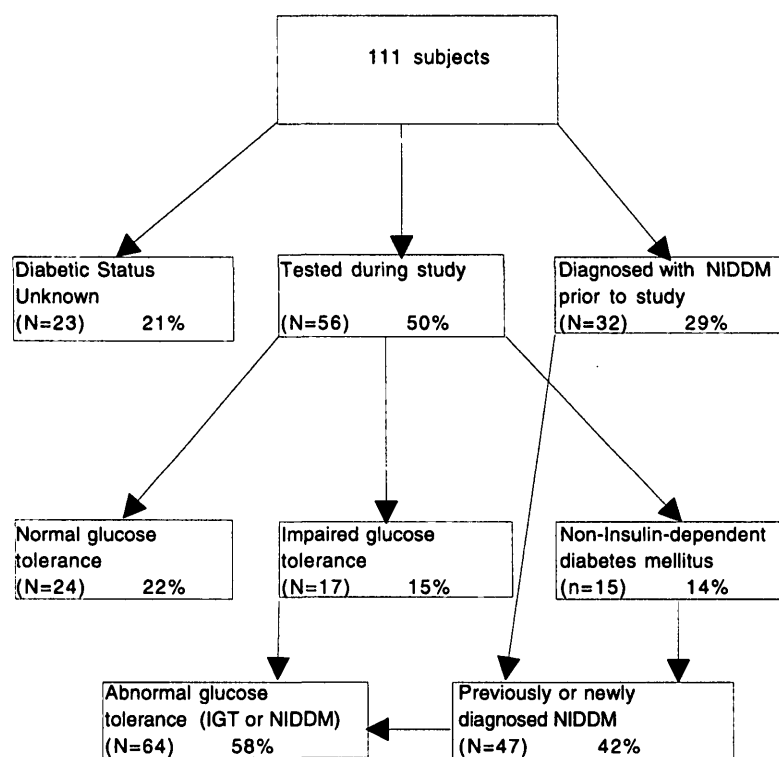 111 subjects
Diabetic Status
Unknown
(N=23) 21%
Tested during study
(N=56) 50%
Diagnosed with NIDDM
prior to study
(N=32) 29%
Normal glucose
tolerance
(N=24) 22%
Impaired glucose
tolerance
(N=17) 15%
Non-Insulin-dependent
diabetes mellitus
(n=15) 14%
Abnormal glucose
tolerance (IGT or NIDDM)
(N=64) 58%
Previously or newly
diagnosed NIDDM
(N=47) 42%